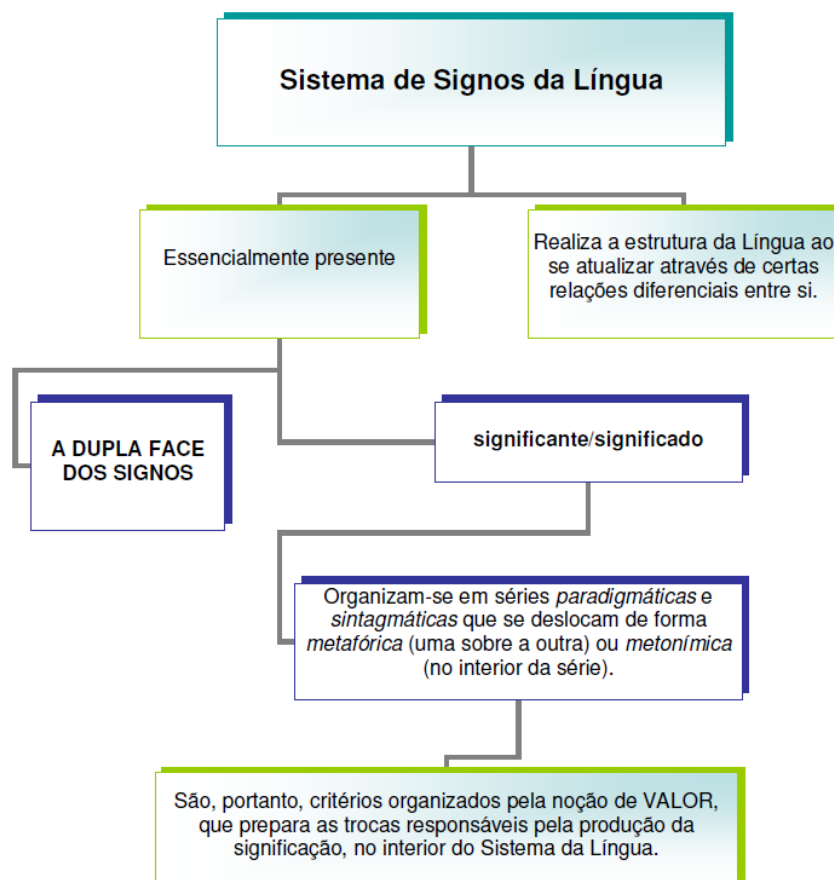 Sistema de Signos da Língua
Essencialmente presente
Realiza a estrutura da Língua ao
se atualizar através de certas
relações diferenciais entre si.
A DUPLA FACE
DOS SIGNOS
significante/significado
Organizam-se em séries paradigmáticas e
sintagmáticas que se deslocam de forma
metafórica (uma sobre a outra) ou metonímica
(no interior da série).
São, portanto, critérios organizados pela noção de VALOR,
que prepara as trocas responsáveis pela produção da
significação, no interior do Sistema da Língua.